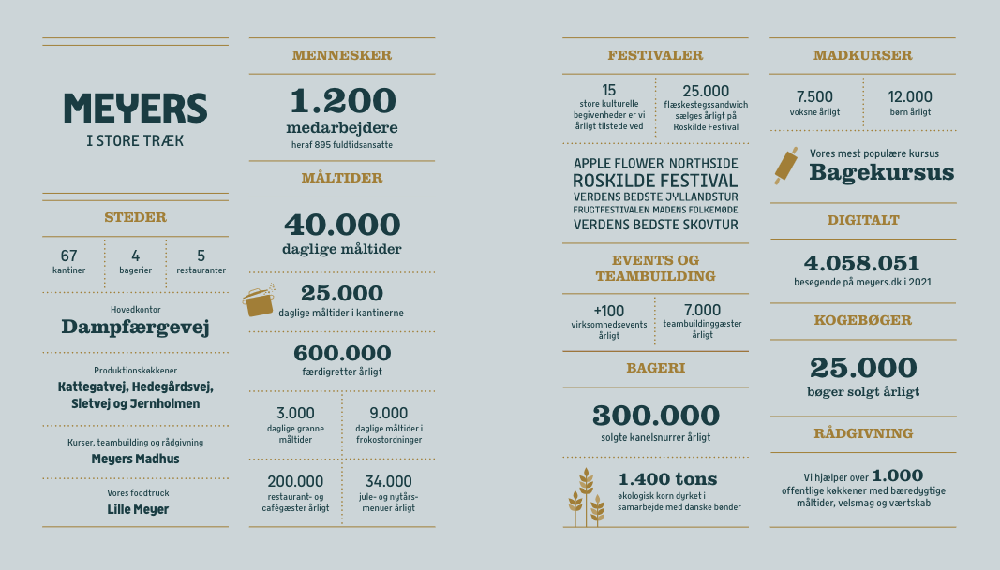 MEYERS
I STORE TRÆK
STEDER
67
kantiner
4
bagerier
5
restauranter
Hovedkontor
Dampfærgevej
Produktionskøkkener
Kattegatvej, Hedegårdsvej,
Sletvej og Jernholmen
Kurser, teambuilding og rådgivning
Meyers Madhus
Vores foodtruck
Lille Meyer
MENNESKER
1.200
medarbejdere
heraf 895 fuldtidsansatte
MÅLTIDER
40.000
daglige måltider
25.000
daglige måltider i kantinerne
600.000
færdigretter årligt
3.000
daglige grønne
måltider
9.000
daglige måltider i
frokostordninger
200.000
restaurant- og
cafégæster årligt
34.000
jule- og nytårs-
menuer årligt
FESTIVALER
15
store kulturelle
begivenheder er vi
årligt tilstede ved
25.000
flæskestegssandwich
sælges årligt på
Roskilde Festival
APPLE FLOWER NORTHSIDE
ROSKILDE FESTIVAL
VERDENS BEDSTE JYLLANDSTUR
FRUGTFESTIVALEN MADENS FOLKEMØDE
VERDENS BEDSTE SKOVTUR
EVENTS OG
TEAMBUILDING
+100
virksomhedsevents
årligt
7.000
teambuildinggæster
årligt
BAGERI
300.000
solgte kanelsnurrer årligt
1.400 tons
økologisk korn dyrket i
samarbejde med danske bønder
MADKURSER
7.500
voksne årligt
12.000
børn årligt
Vores mest populære kursus
Bagekursus
DIGITALT
4.058.051
besøgende på meyers.dk i 2021
KOGEBØGER
25.000
bøger solgt årligt
RÅDGIVNING
Vi hjælper over 1.000
offentlige køkkener med bæredygtige
måltider, velsmag og værtskab